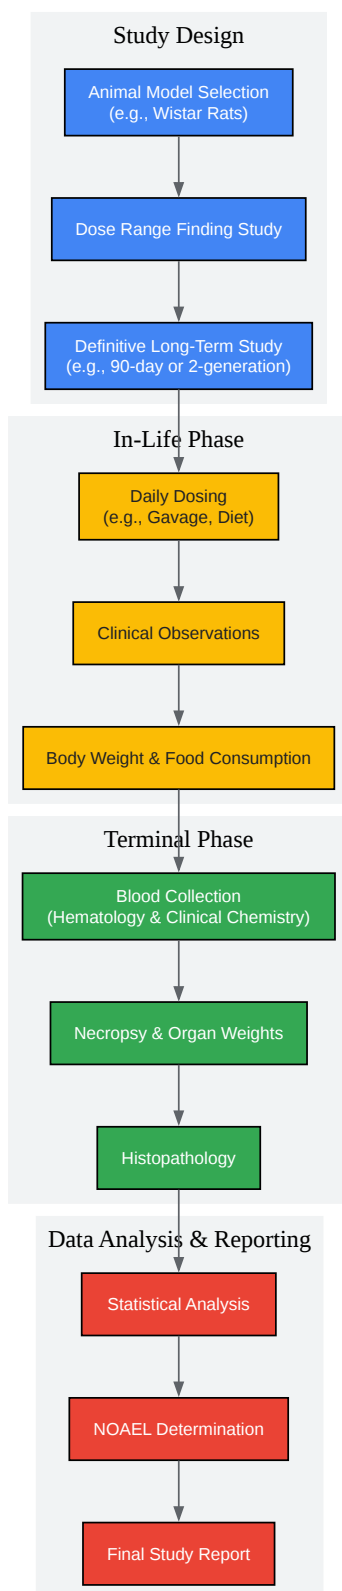 Study Design
Animal Model Selection
(e.g., Wistar Rats)
Dose Range Finding Study
Definitive Long-Term Study
(e.g., 90-day or 2-generation)
In-Life Phase
Daily Dosing
(e.g., Gavage, Diet)
Clinical Observations
Body Weight & Food Consumption
Terminal Phase
Blood Collection
(Hematology & Clinical Chemistry)
Necropsy & Organ Weights
Histopathology
Data Analysis & Reporting
Statistical Analysis
NOAEL Determination
Final Study Report